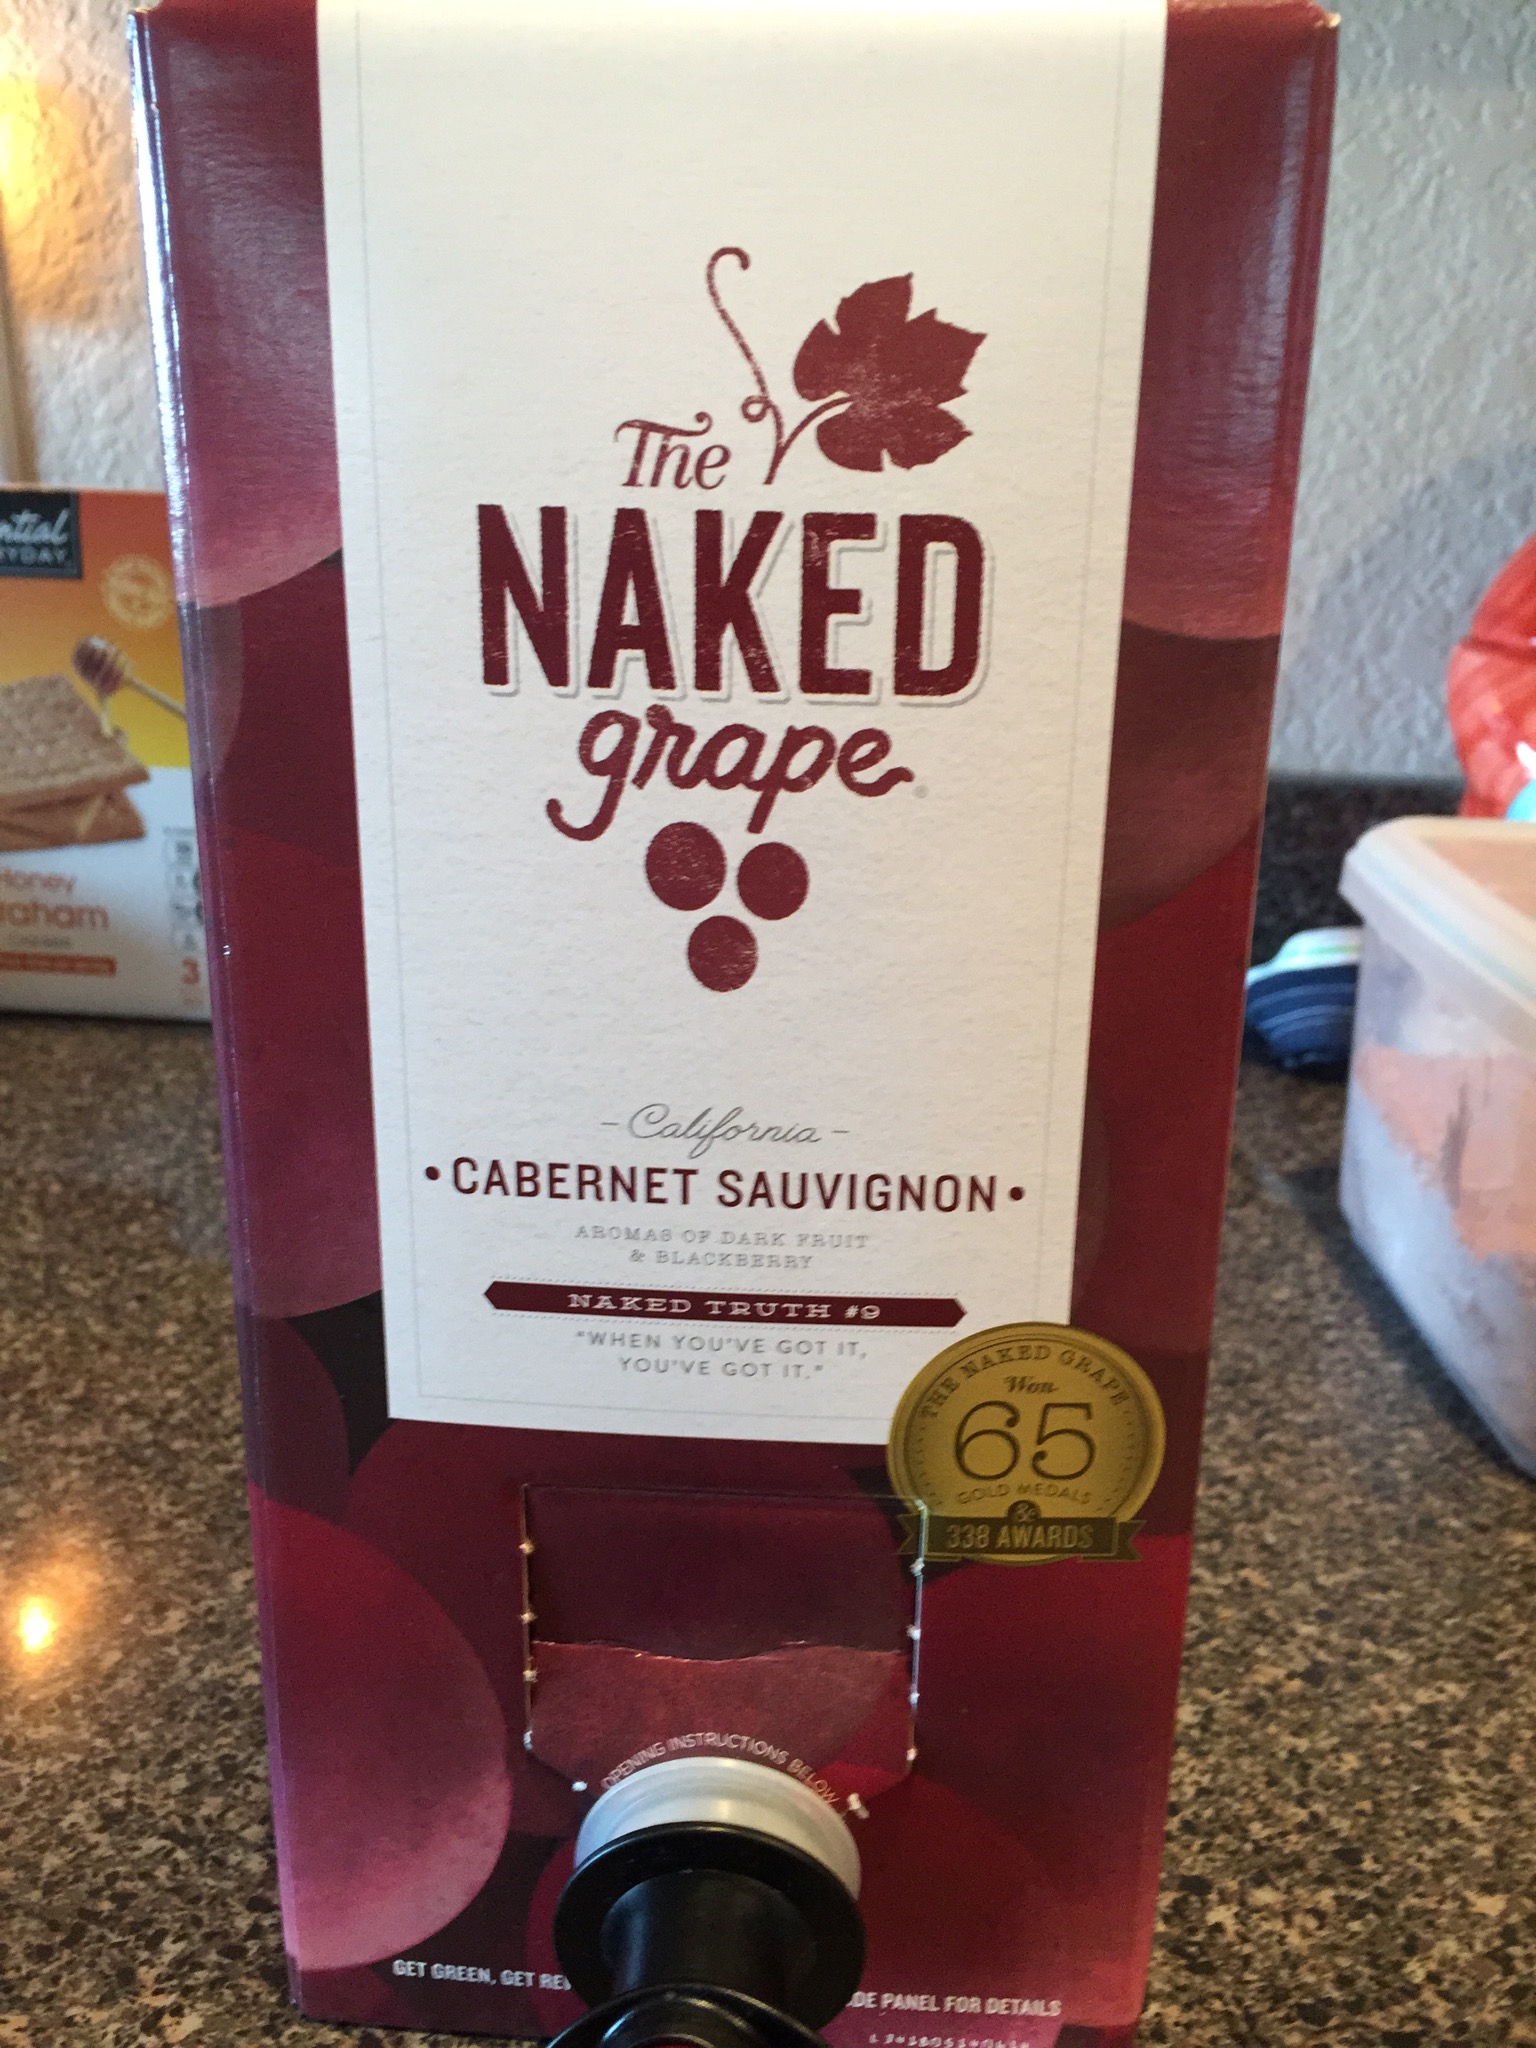 The
NAKED
grape
- California -
• CABERNET SAUVIGNON •
AROMAS OF DARK FRUIT
& BLACKBERRY
NAKED TRUTH #9
"WHEN YOU'VE GOT IT,
YOU'VE GOT IT."
THE NAKED GRAPE
Won
65
GOLD MEDALS
&
338 AWARDS
OPENING INSTRUCTIONS BELOW
GET GREEN, GET
PANEL FOR DETAILS
Honey
3